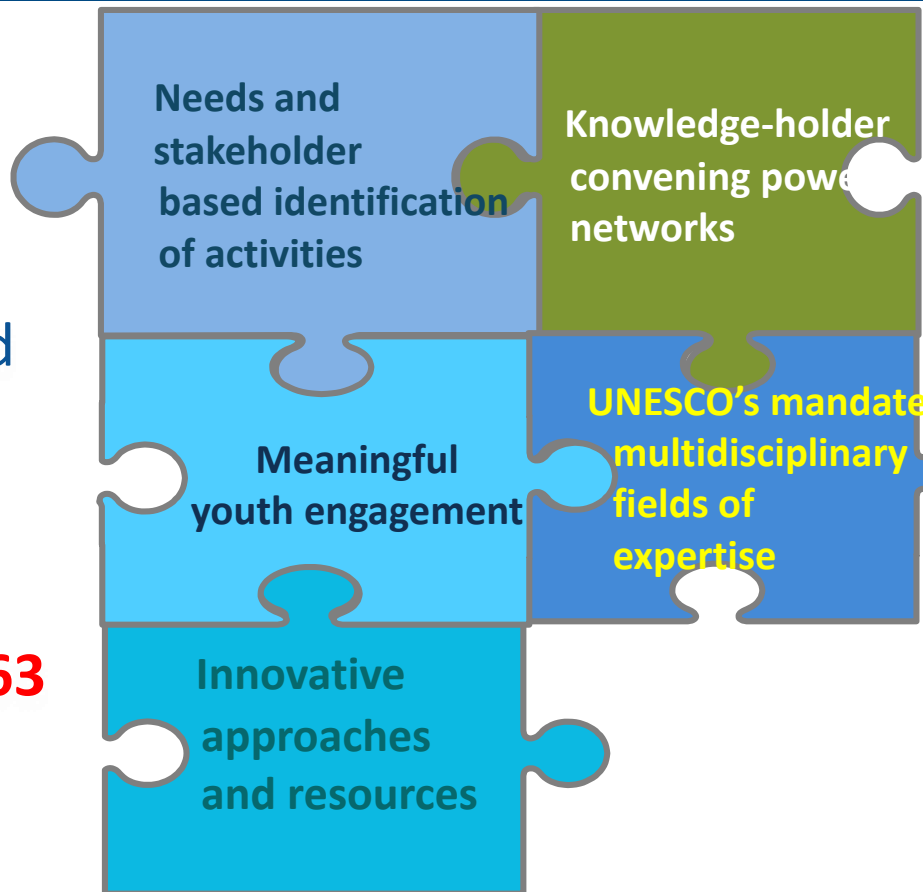 Needs and
stakeholder
based identification
of activities
Knowledge-holder
convening
networks
d
Meaningful
youth engagement
UNESCO's mandate
multidisciplinary
fields of
expertise
63
Innovative
approaches
and resources